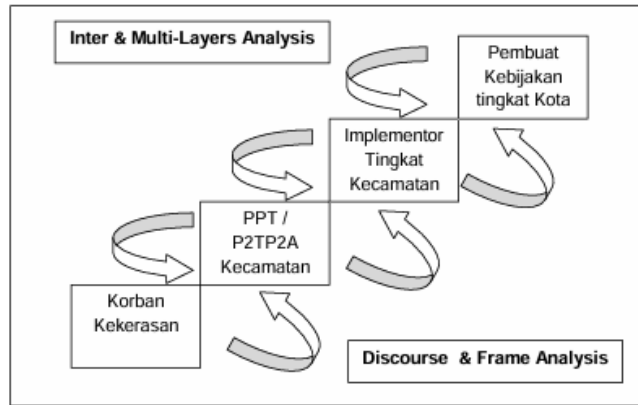 Inter & Multi-Layers Analysis
Pembuat
Kebijakan
tingkat Kota
Implementor
Tingkat
Kecamatan
PPT /
P2TP2A
Kecamatan
Korban
Kekerasan
Discourse & Frame Analysis